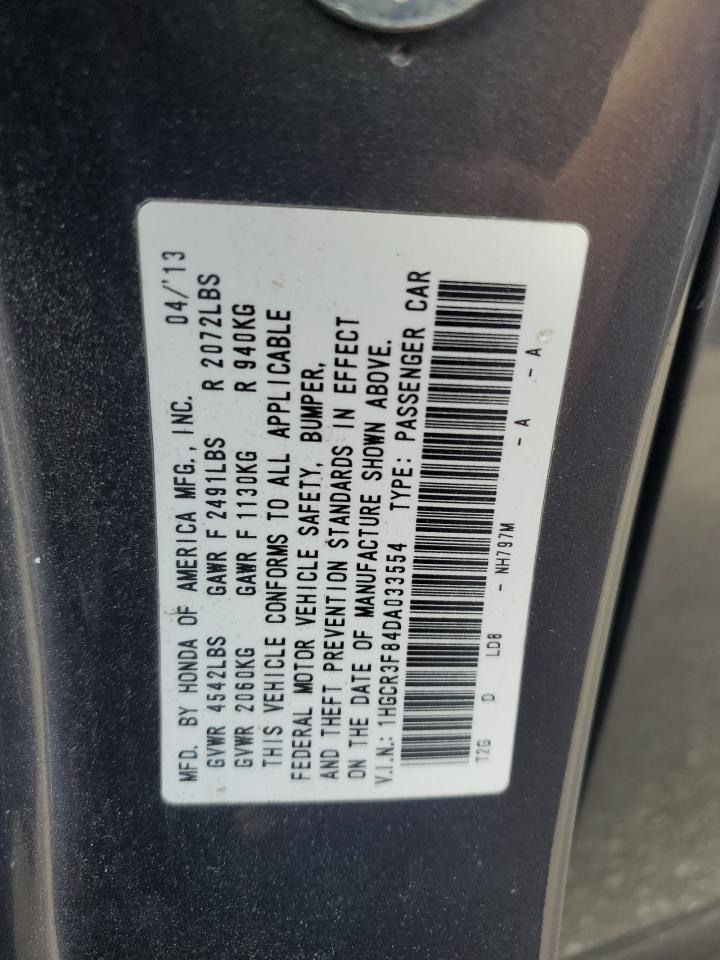 MFD. BY HONDA OF AMERICA MFG., INC. 04/'13
GVWR 4542LBS GAWR F 2491LBS R 2072LBS
GVWR 2060KG GAWR F 1130KG R 940KG
THIS VEHICLE CONFORMS TO ALL APPLICABLE
FEDERAL MOTOR VEHICLE SAFETY, BUMPER,
AND THEFT PREVENTION STANDARDS IN EFFECT
ON THE DATE OF MANUFACTURE SHOWN ABOVE.
V.I.N.: 1HGCR3F84DA033554 TYPE: PASSENGER CAR
T2G D LD8 - NH797M - A - A